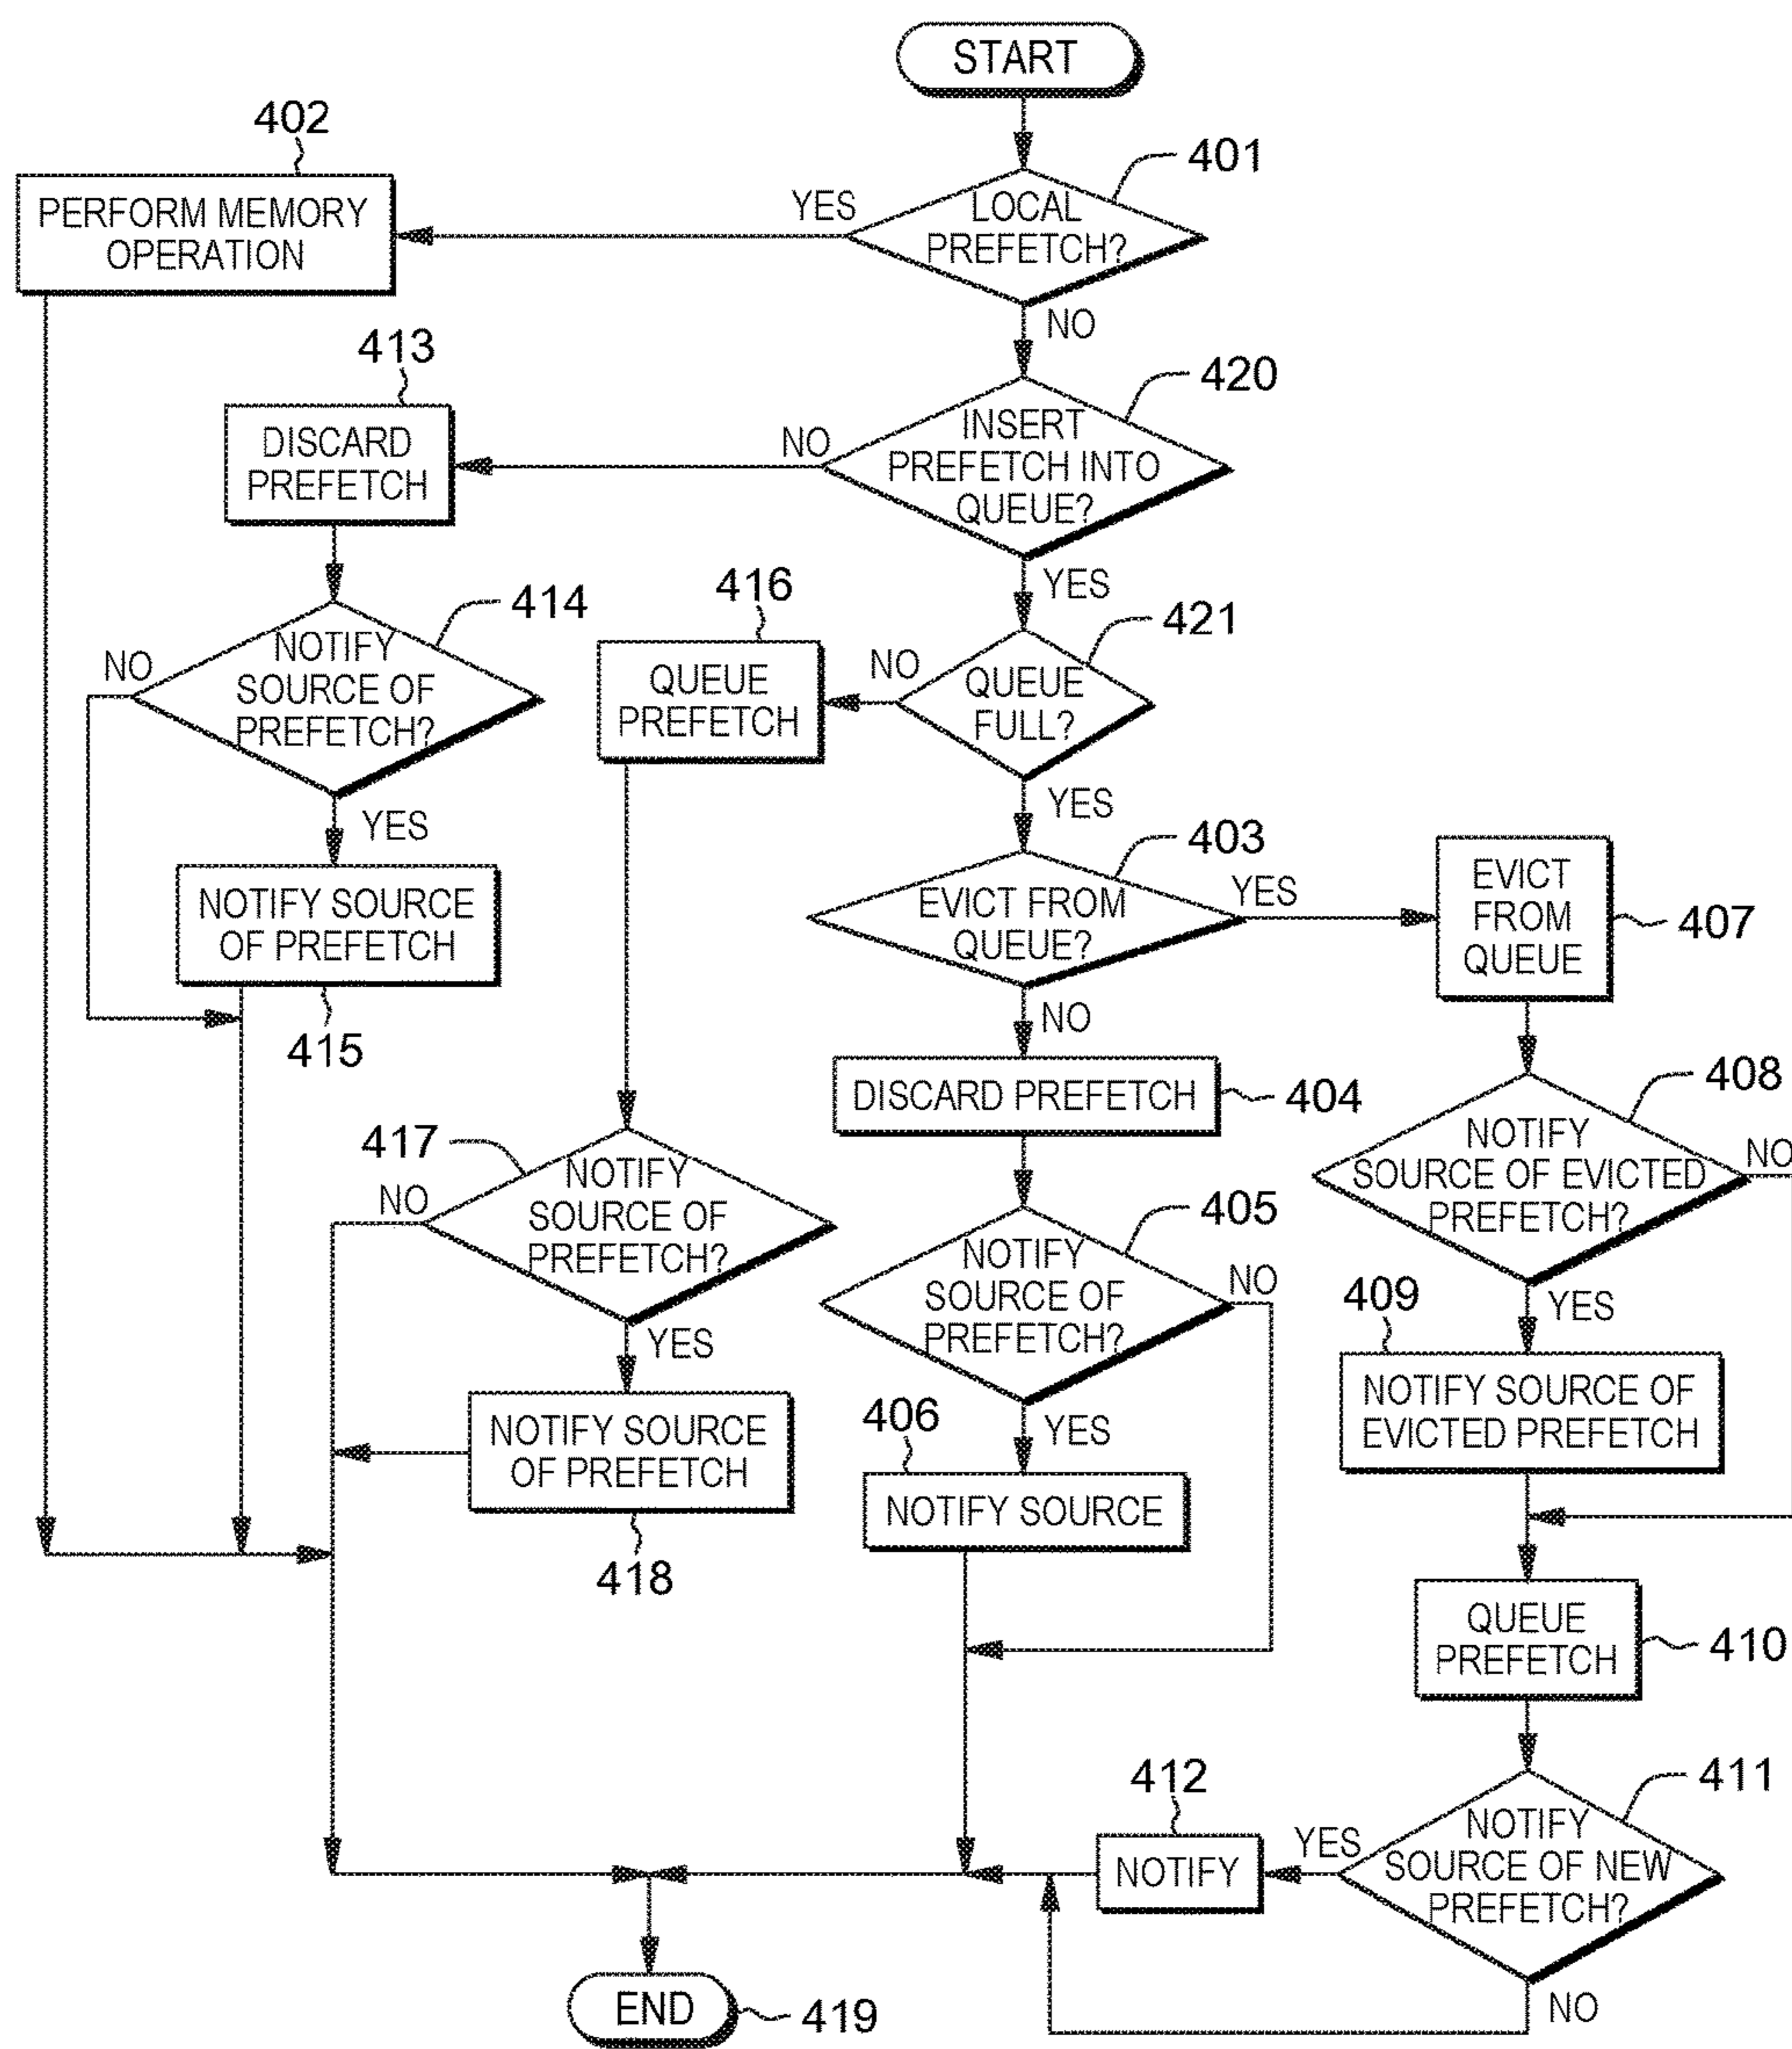 START
402
401
PERFORM MEMORY
OPERATION
YES
LOCAL
PREFETCH?
NO
413
420
DISCARD
PREFETCH
NO
INSERT
PREFETCH INTO
QUEUE?
YES
414
416
421
NOTIFY
SOURCE OF
PREFETCH?
NO
QUEUE
PREFETCH
NO
QUEUE
FULL?
YES
YES
403
NOTIFY SOURCE
OF PREFETCH
415
EVICT FROM
QUEUE?
YES
EVICT
FROM
QUEUE
407
NO
DISCARD PREFETCH
404
408
417
NOTIFY
SOURCE OF
PREFETCH?
NO
NOTIFY
SOURCE OF EVICTED
PREFETCH?
NO
405
NOTIFY
SOURCE OF
PREFETCH?
NO
YES
409
YES
NOTIFY SOURCE OF
EVICTED PREFETCH
NOTIFY SOURCE
OF PREFETCH
418
406
YES
NOTIFY SOURCE
QUEUE
PREFETCH
410
412
411
NOTIFY
YES
NOTIFY
SOURCE OF NEW
PREFETCH?
NO
END
419